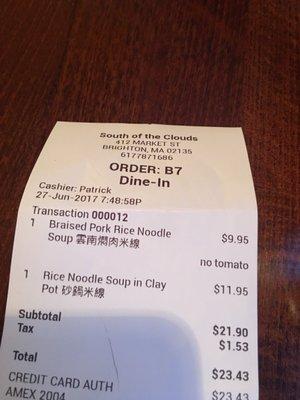 South of the Clouds
412 MARKET ST
BRIGHTON, MA 02135
6177871686
ORDER: B7
Dine-In
Cashier: Patrick
27-Jun-2017 7:48:58P
Transaction 000012
1 Braised Pork Rice Noodle $9.95
Soup 雲南燜肉米線
no tomato
1 Rice Noodle Soup in Clay $11.95
Pot 砂鍋米線
Subtotal $21.90
Tax $1.53
Total $23.43
CREDIT CARD AUTH $23.43
AMEX 2004